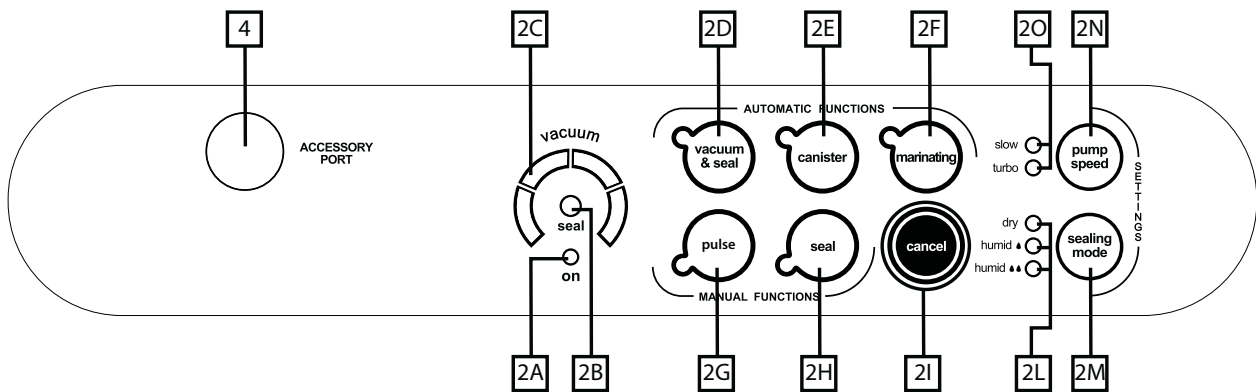 4
2C
2D
2E
2F
2O
2N
AUTOMATIC FUNCTIONS
vacuum
ACCESSORY
PORT
vacuum
& seal
canister
marinating
slow
turbo
pump
speed
SETTINGS
seal
on
pulse
seal
cancel
dry
humid
humid
sealing
mode
MANUAL FUNCTIONS
2A
2B
2G
2H
2I
2L
2M